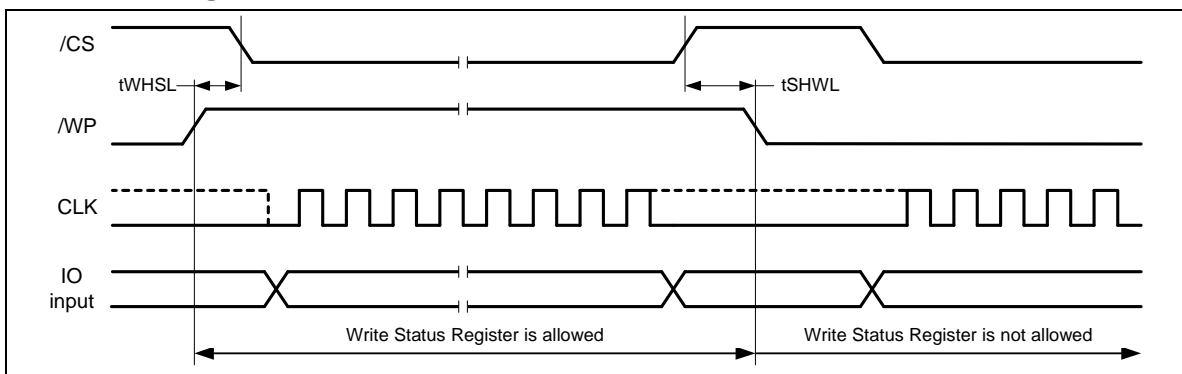 /CS
tWHSL
tSHWL
/WP
CLK
IO
input
Write Status Register is allowed
Write Status Register is not allowed